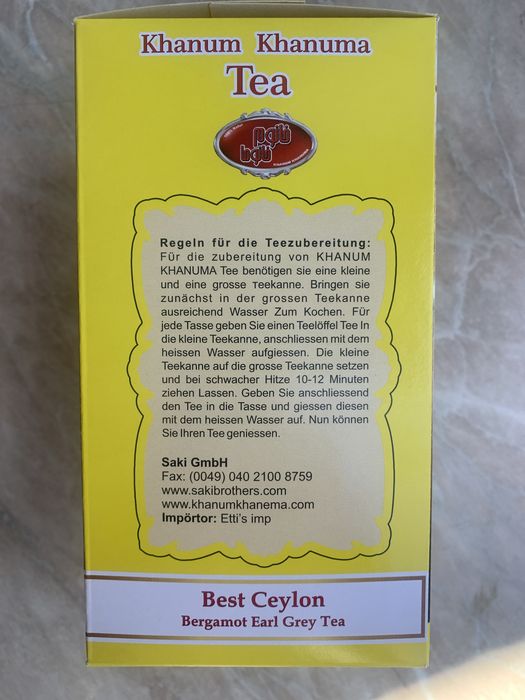 Khanum Khanuma
Tea
Regeln für die Teezubereitung:
Für die zubereitung von KHANUM
KHANUMA Tee benötigen sie eine kleine
und eine grosse тeekanne. Bringen sie
zunächst in der grossen Teekanne
ausreichend Wasser Zum Kochen. Für
jede Tasse geben Sie einen Teelöffel Tee In
die kleine Teekanne, anschliessen mit dem
heissen Wasser aufgiessen. Die kleine
Teekanne auf die grosse Teekanne setzen
und bei schwacher Hitze 10-12 Minuten
ziehen Lassen. Geben Sie anschliessend
den Tee in die Tasse und giessen diesen
mit dem heissen Wasser auf. Nun können
Sie Ihren Tee geniessen.
Saki GmbH
Fax: (0049) 040 2100 8759
www.sakibrothers.com
www.khanumkhanema.com
Impörtor: Etti's imp
Best Ceylon
Bergamot Earl Grey Tea